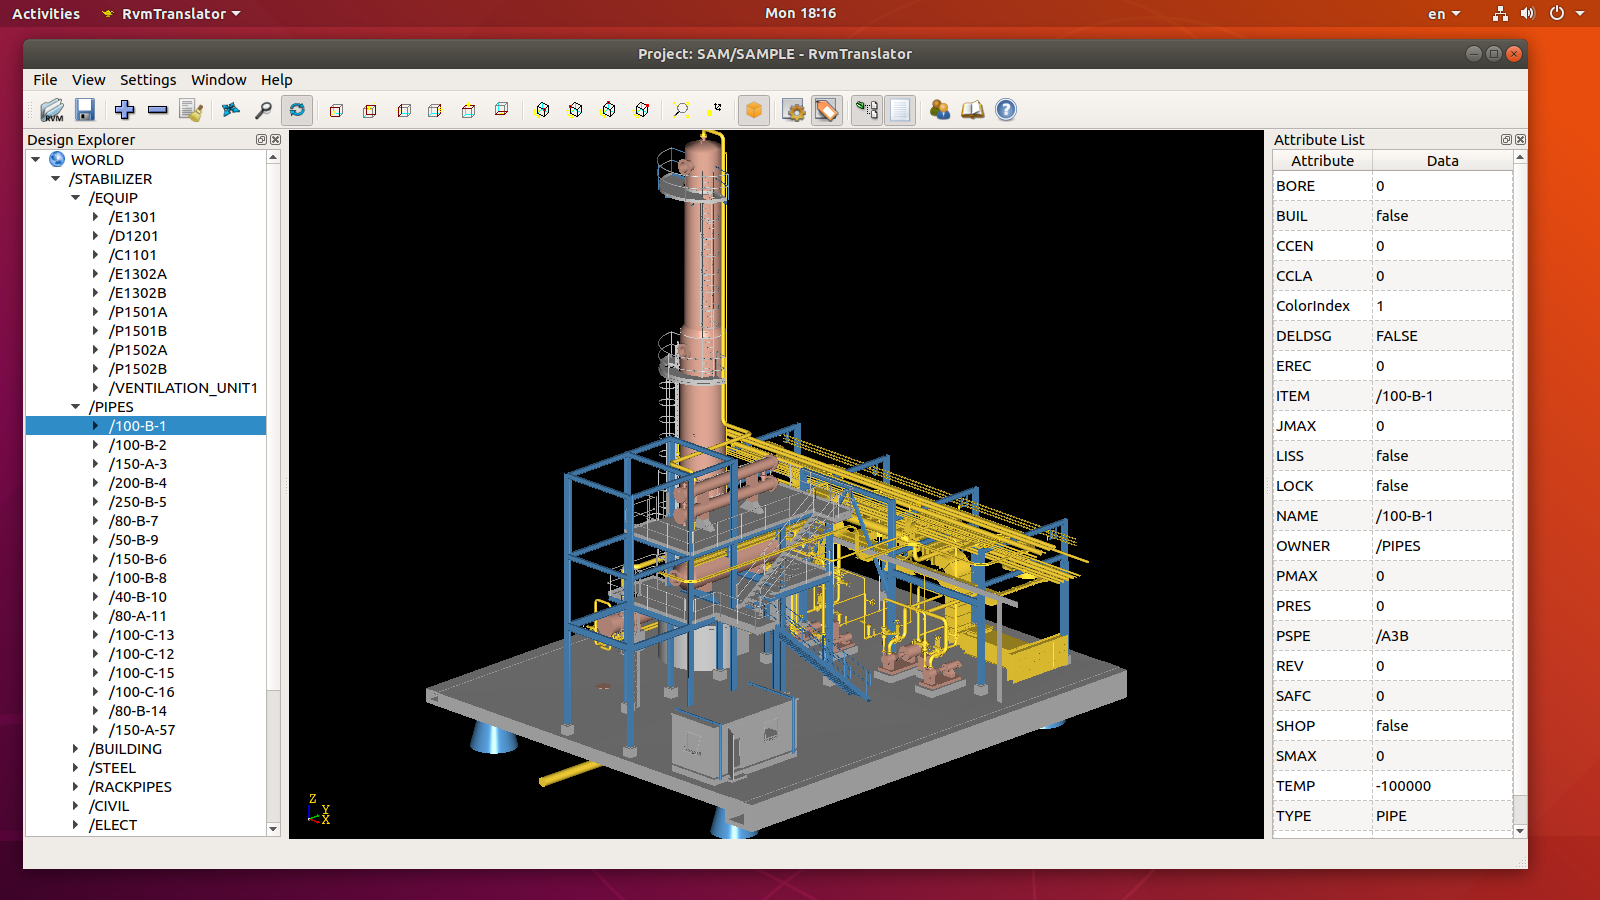 Activities RvmTranslator Mon 18:16 en
Project: SAM/SAMPLE - RvmTranslator
File View Settings Window Help
RVM
Design Explorer
WORLD
/STABILIZER
/EQUIP
/E1301
/D1201
/C1101
/E1302A
/E1302B
/P1501A
/P1501B
/P1502A
/P1502B
/VENTILATION_UNIT1
/PIPES
/100-B-1
/100-B-2
/150-A-3
/200-B-4
/250-B-5
/80-B-7
/50-B-9
/150-B-6
/100-B-8
/40-B-10
/80-A-11
/100-C-13
/100-C-12
/100-C-15
/100-C-16
/80-B-14
/150-A-57
/BUILDING
/STEEL
/RACKPIPES
/CIVIL
/ELECT
Z
Y
X
Attribute List
Attribute Data
BORE 0
BUIL false
CCEN 0
CCLA 0
ColorIndex 1
DELDSG FALSE
EREC 0
ITEM /100-B-1
JMAX 0
LISS false
LOCK false
NAME /100-B-1
OWNER /PIPES
PMAX 0
PRES 0
PSPE /A3B
REV 0
SAFC 0
SHOP false
SMAX 0
TEMP -100000
TYPE PIPE